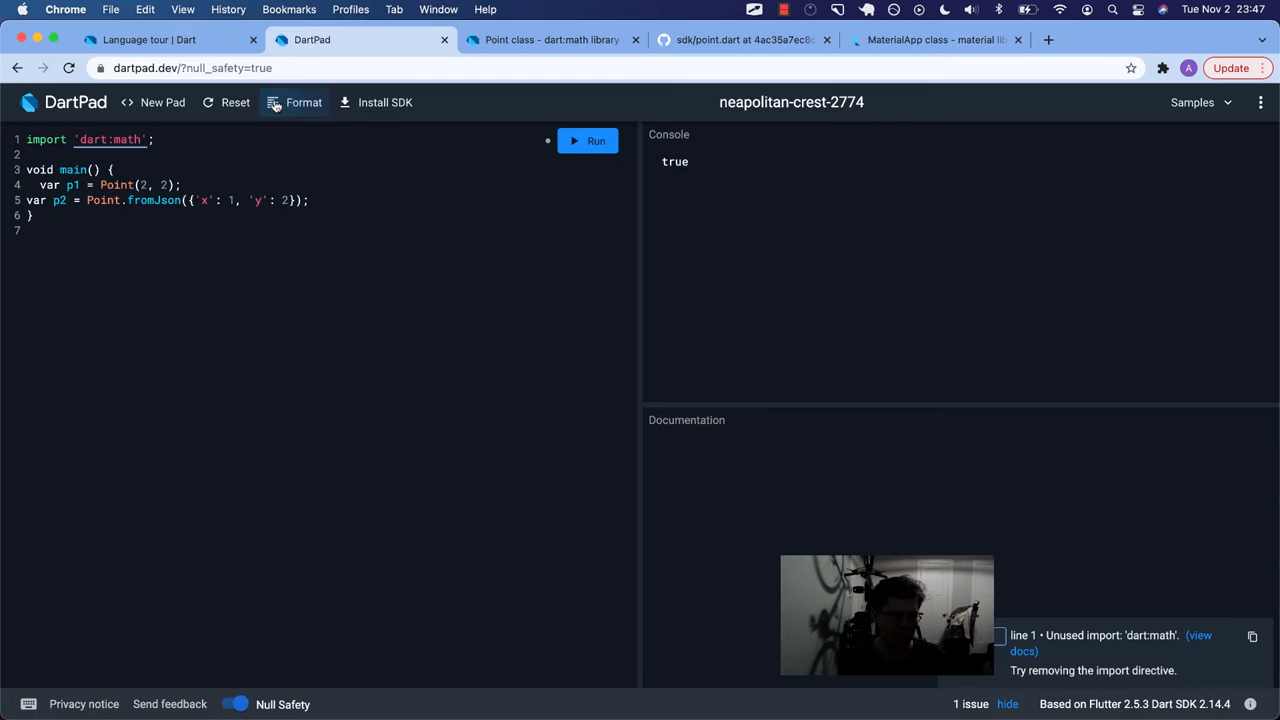 Chrome File Edit View History Bookmarks Profiles Tab Window Help Tue Nov 2 23:47
Language tour | Dart
DartPad
Point class - dart:math library
sdk/point.dart at 4ac35a7ec8c
MaterialApp class - material lib
dartpad.dev/?null_safety=true
Update
DartPad
New Pad
Reset
Format
Install SDK
neapolitan-crest-2774
Samples
1 import 'dart:math';
2
3 void main() {
4 var p1 = Point(2, 2);
5 var p2 = Point.fromJson({'x': 1, 'y': 2});
6 }
7
Run
Console
true
Documentation
line 1 • Unused import: 'dart:math'. (view
docs)
Try removing the import directive.
Privacy notice
Send feedback
Null Safety
1 issue hide
Based on Flutter 2.5.3 Dart SDK 2.14.4